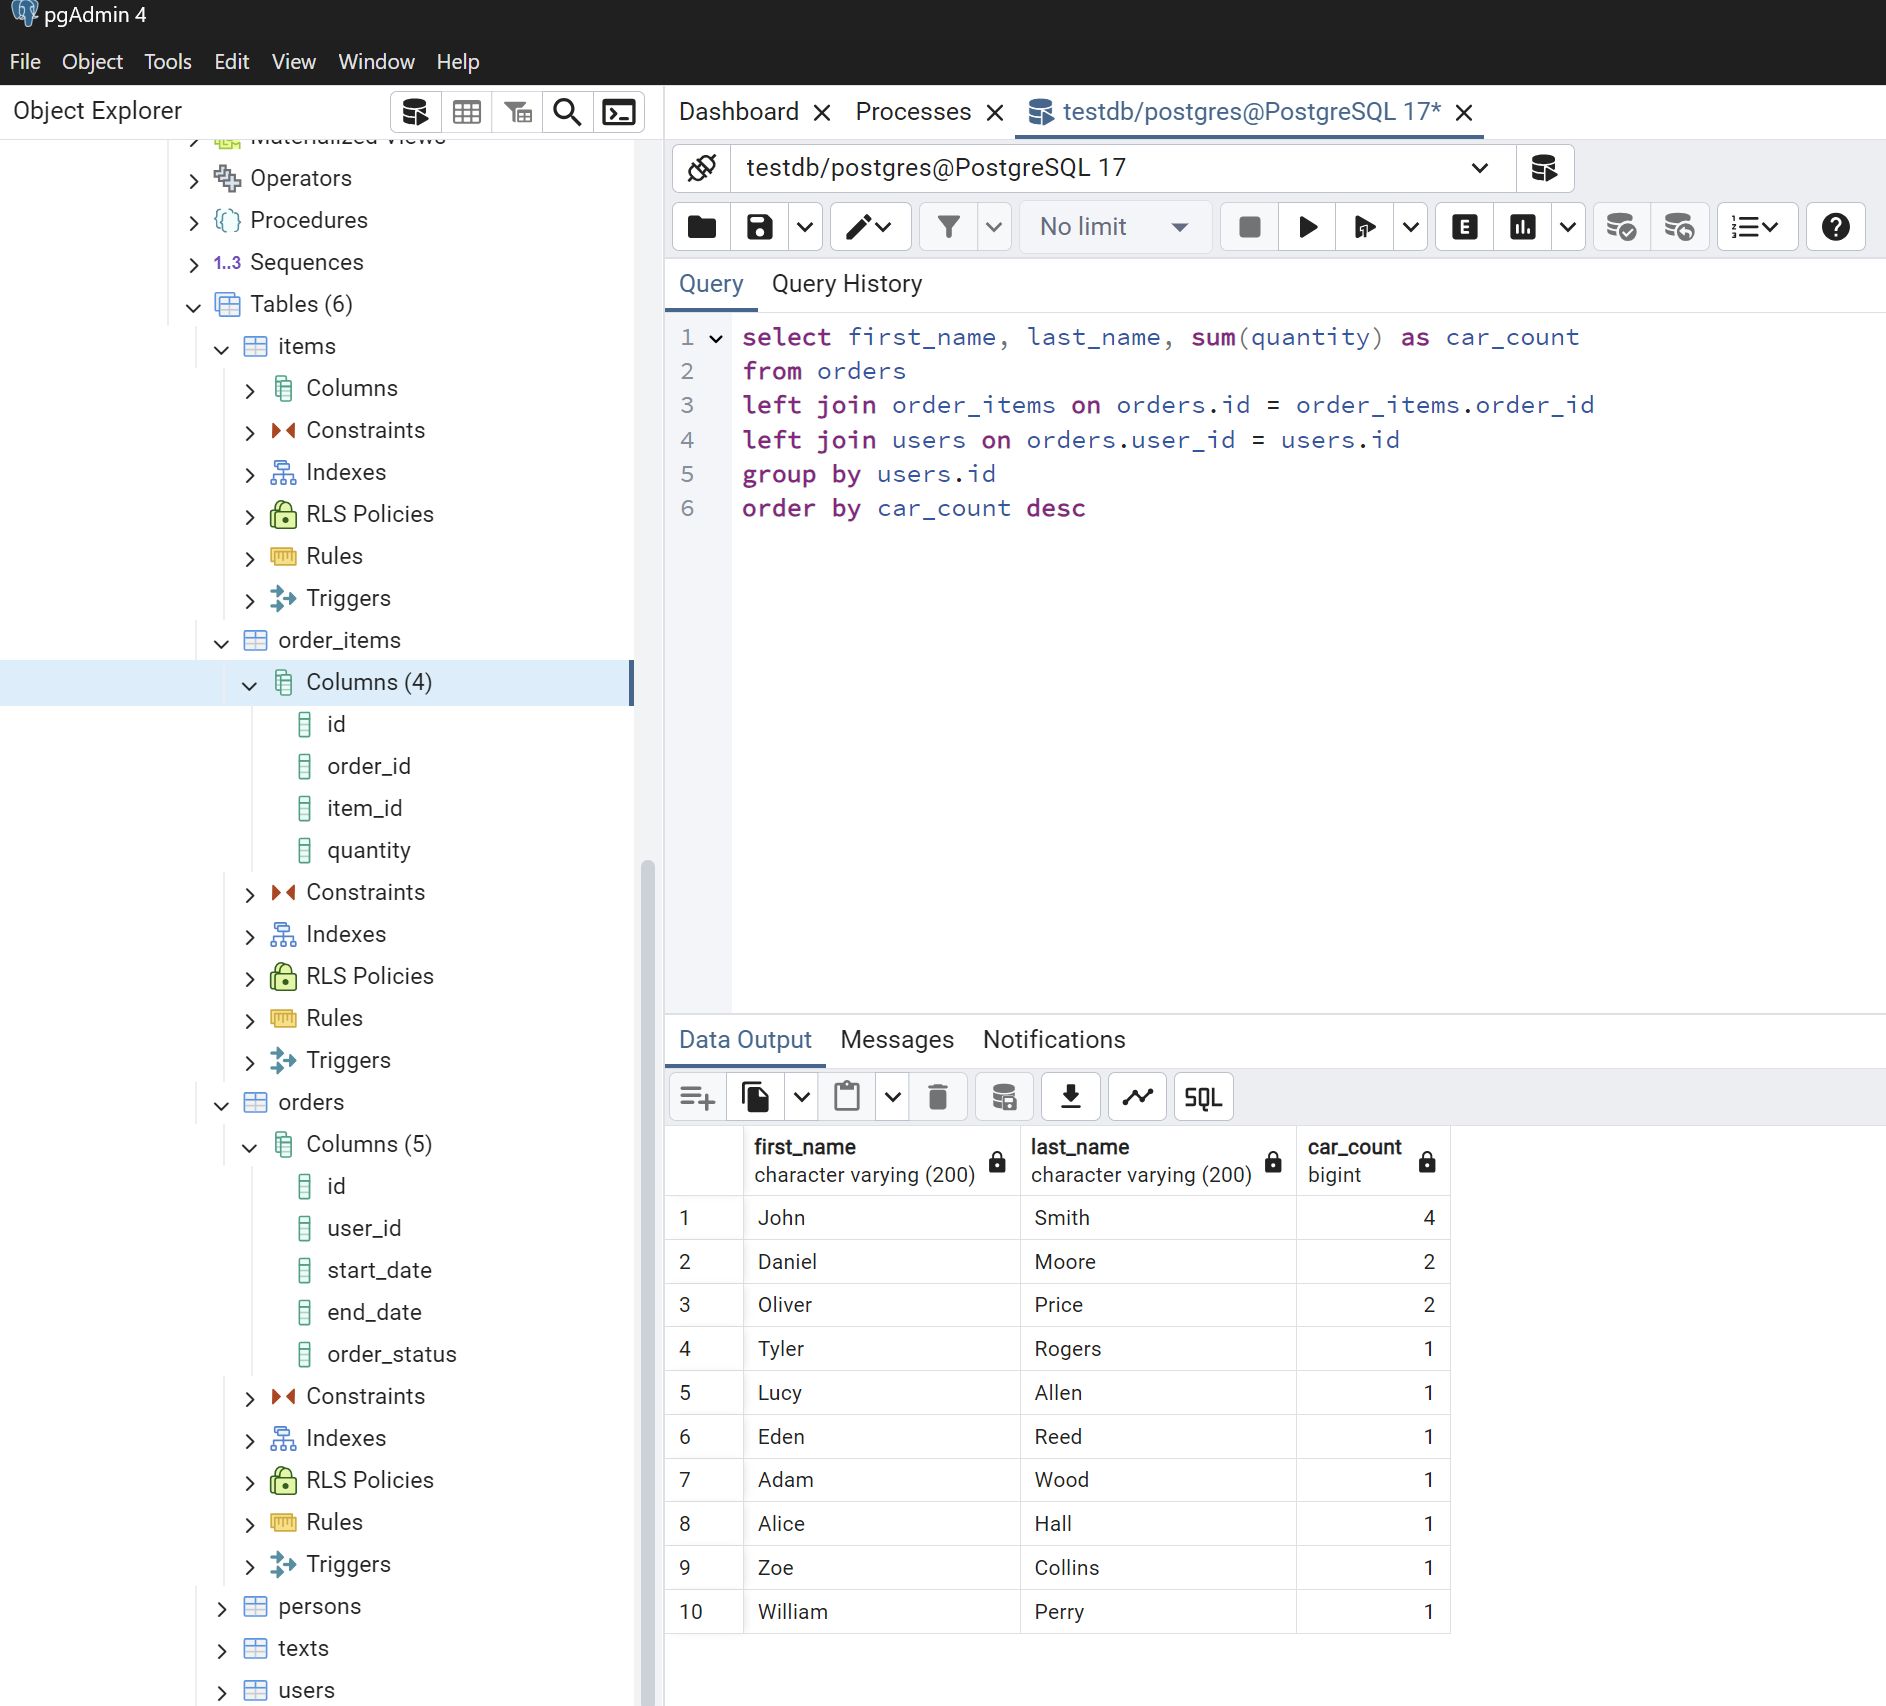 pgAdmin 4
File Object Tools Edit View Window Help
Object Explorer
Materialized Views
Operators
Procedures
1..3 Sequences
Tables (6)
items
Columns
Constraints
Indexes
RLS Policies
Rules
Triggers
order_items
Columns (4)
id
order_id
item_id
quantity
Constraints
Indexes
RLS Policies
Rules
Triggers
orders
Columns (5)
id
user_id
start_date
end_date
order_status
Constraints
Indexes
RLS Policies
Rules
Triggers
persons
texts
users
Dashboard Processes testdb/postgres@PostgreSQL 17*
testdb/postgres@PostgreSQL 17
No limit E
Query Query History
1 select first_name, last_name, sum(quantity) as car_count
2 from orders
3 left join order_items on orders.id = order_items.order_id
4 left join users on orders.user_id = users.id
5 group by users.id
6 order by car_count desc
Data Output Messages Notifications
SQL
first_name last_name car_count
character varying (200) character varying (200) bigint
1 John Smith 4
2 Daniel Moore 2
3 Oliver Price 2
4 Tyler Rogers 1
5 Lucy Allen 1
6 Eden Reed 1
7 Adam Wood 1
8 Alice Hall 1
9 Zoe Collins 1
10 William Perry 1